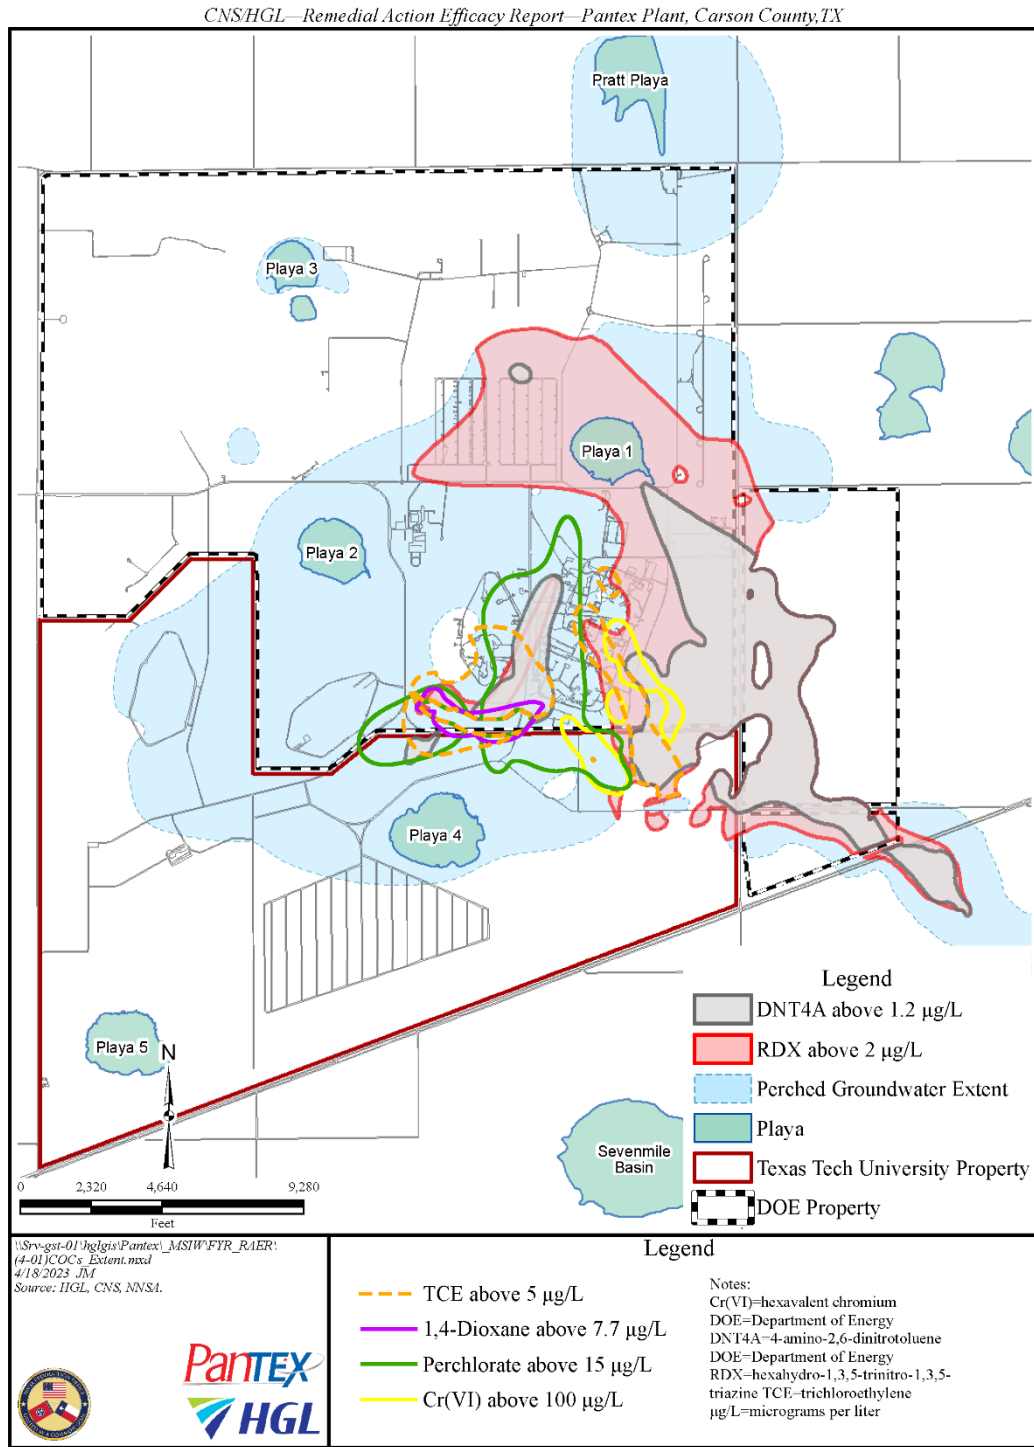 CNS/HGL—Remedial Action Efficacy Report—Pantex Plant, Carson County,TX
Pratt Playa
Playa 3
Playa 1
Playa 2
Playa 4
Playa 5
N
Sevenmile
Basin
0 2,320 4,640 9,280
Feet
Legend
DNT4A above 1.2 µg/L
RDX above 2 µg/L
Perched Groundwater Extent
Playa
Texas Tech University Property
DOE Property
\\Srv-gst-01\hglgis\Pantex\_MSIW\FYR_RAER\
(4-01)COCs_Extent.mxd
4/18/2023 JM
Source: HGL, CNS, NNSA.
PanTEX
HGL
Legend
TCE above 5 µg/L
1,4-Dioxane above 7.7 µg/L
Perchlorate above 15 µg/L
Cr(VI) above 100 µg/L
Notes:
Cr(VI)=hexavalent chromium
DOE=Department of Energy
DNT4A=4-amino-2,6-dinitrotoluene
DOE=Department of Energy
RDX=hexahydro-1,3,5-trinitro-1,3,5-
triazine TCE=trichloroethylene
µg/L=micrograms per liter